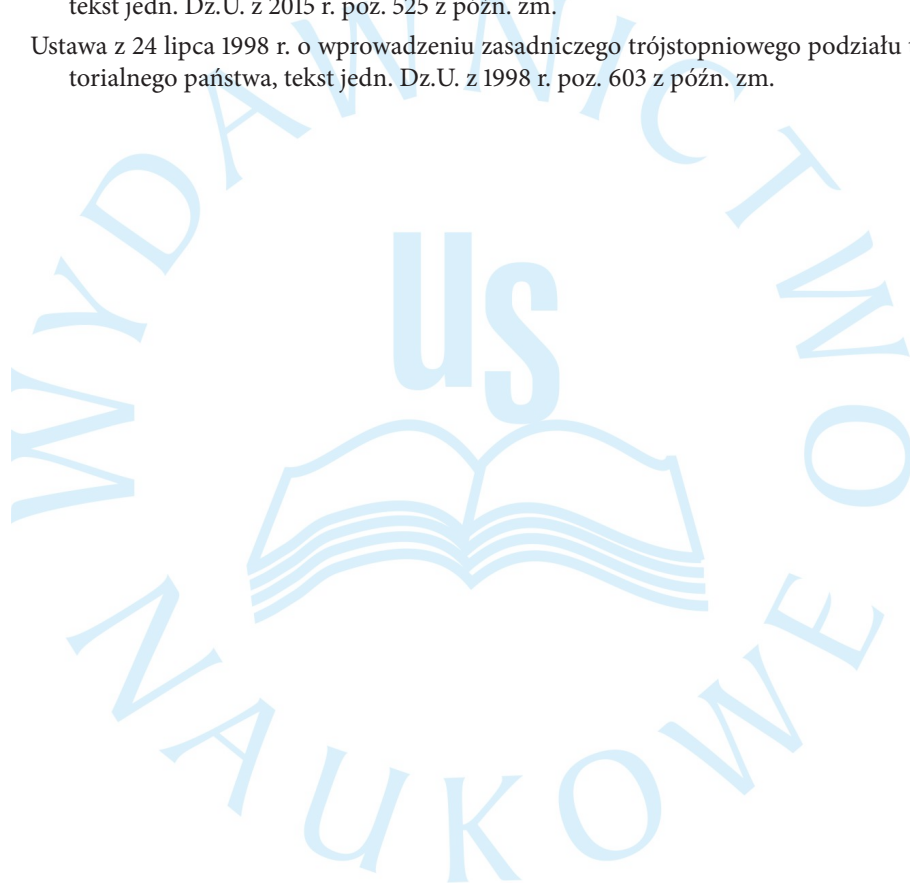 tekst jedn. Dz.U. z 2015 r. poz. 525 z późn. zm.
Ustawa z 24 lipca 1998 r. o wprowadzeniu zasadniczego trójstopniowego podziału
torialnego państwa, tekst jedn. Dz.U. z 1998 r. poz. 603 z późn. zm.
WYDAWNICTWO
US
NAUKOWE